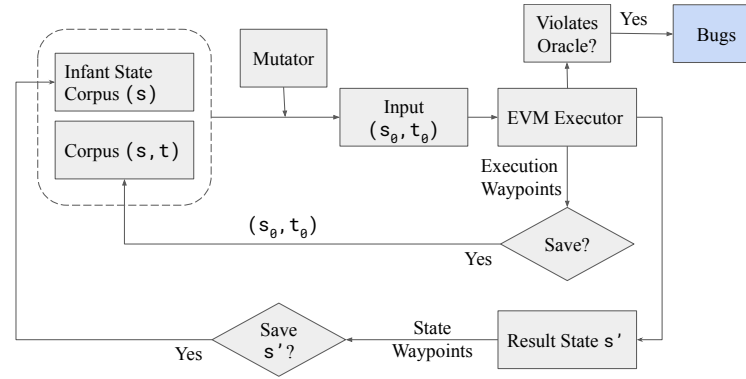 Violates
Oracle?
Yes
Bugs
Mutator
Infant State
Corpus (s)
Input
(s₀,t₀)
EVM Executor
Corpus (s,t)
Execution
Waypoints
(s₀,t₀)
Yes
Save?
Save
s'?
Yes
State
Waypoints
Result State s'